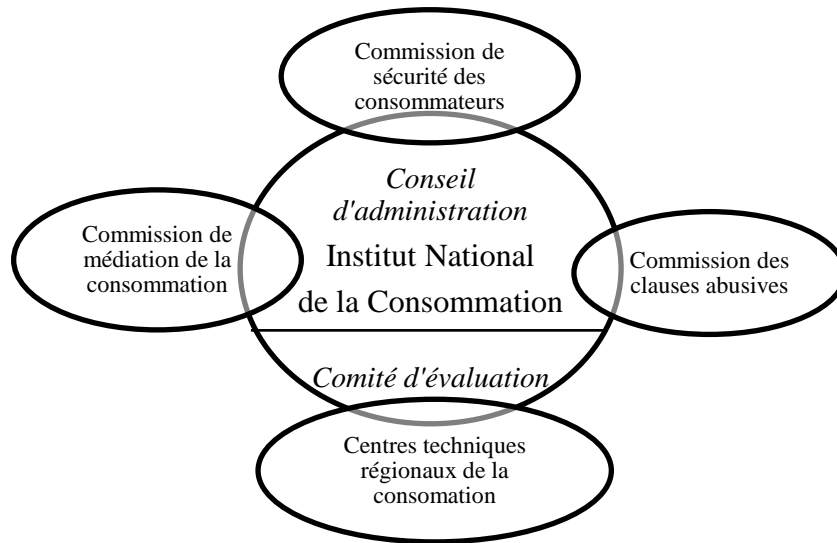 Commission de
sécurité des
consommateurs
Conseil
d'administration
Institut National
de la Consommation
Commission de
médiation de la
consommation
Commission des
clauses abusives
Comité d'évaluation
Centres techniques
régionaux de la
consomation